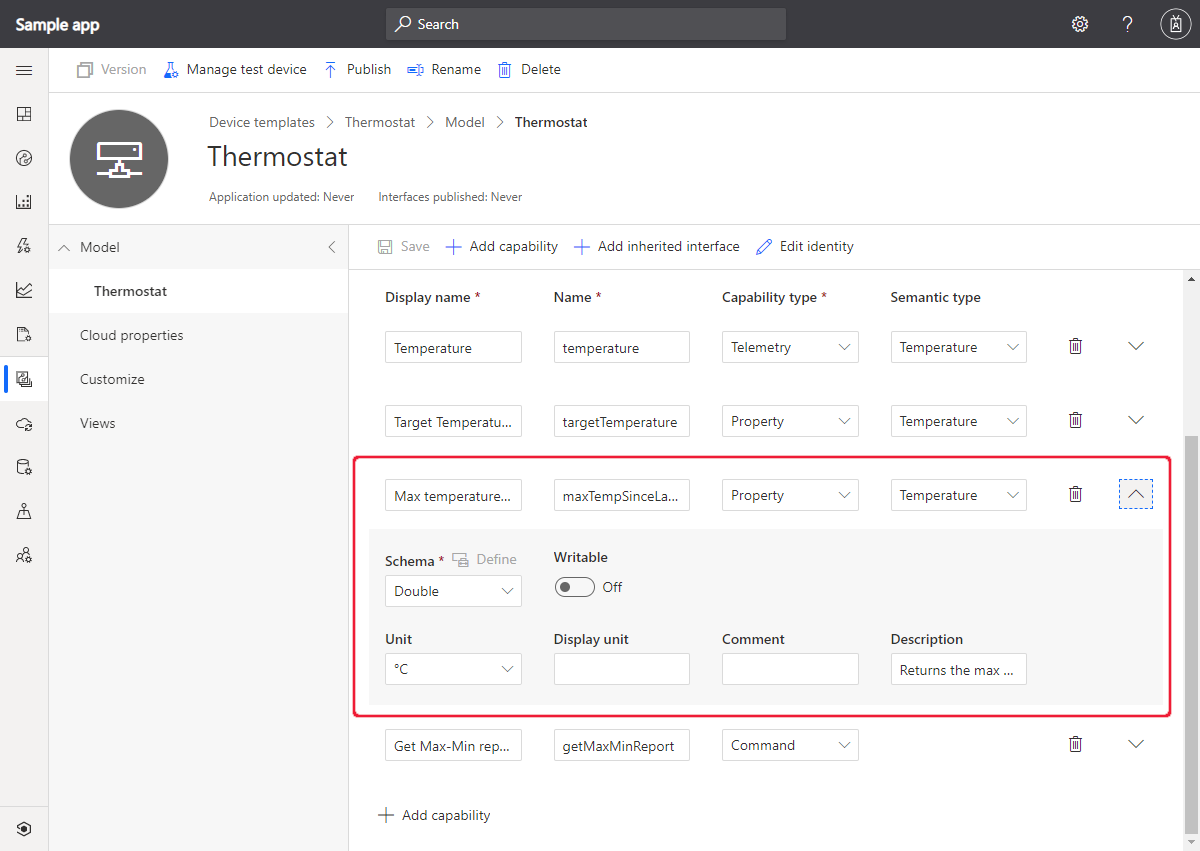 Sample app
Search
Version
Manage test device
Publish
Rename
Delete
Device templates > Thermostat > Model > Thermostat
Thermostat
Application updated: Never
Interfaces published: Never
Model
Thermostat
Cloud properties
Customize
Views
Save
Add capability
Add inherited interface
Edit identity
Display name * Name * Capability type * Semantic type
Temperature temperature Telemetry Temperature
Target Temperatu... targetTemperature Property Temperature
Max temperature... maxTempSinceLa... Property Temperature
Schema * Define Writable
Double Off
Unit Display unit Comment Description
°C Returns the max ...
Get Max-Min rep... getMaxMinReport Command
Add capability